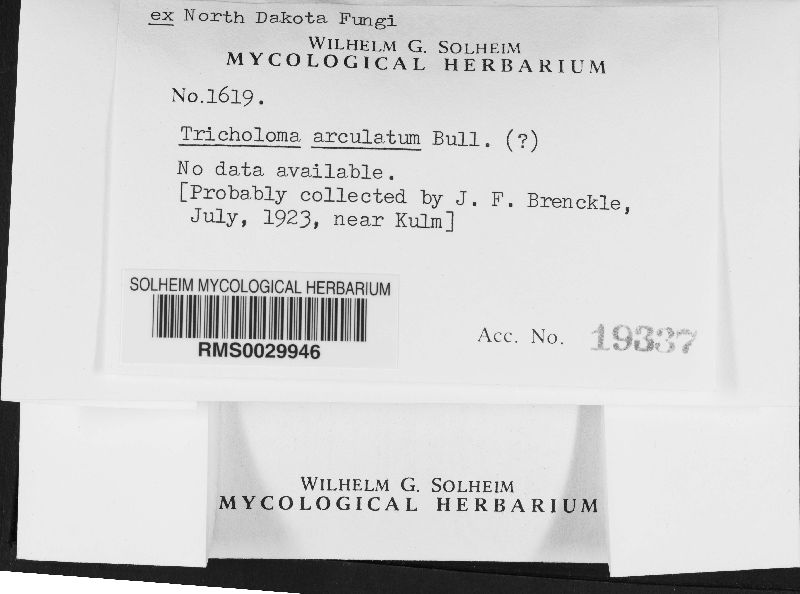 ex North Dakota Fungi
WILHELM G. SOLHEIM
MYCOLOGICAL HERBARIUM
No.1619.
Tricholoma arculatum Bull. (?)
No data available.
[Probably collected by J. F. Brenckle,
July, 1923, near Kulm]
SOLHEIM MYCOLOGICAL HERBARIUM
RMS0029946
Acc. No. 19337
WILHELM G. SOLHEIM
MYCOLOGICAL HERBARIUM